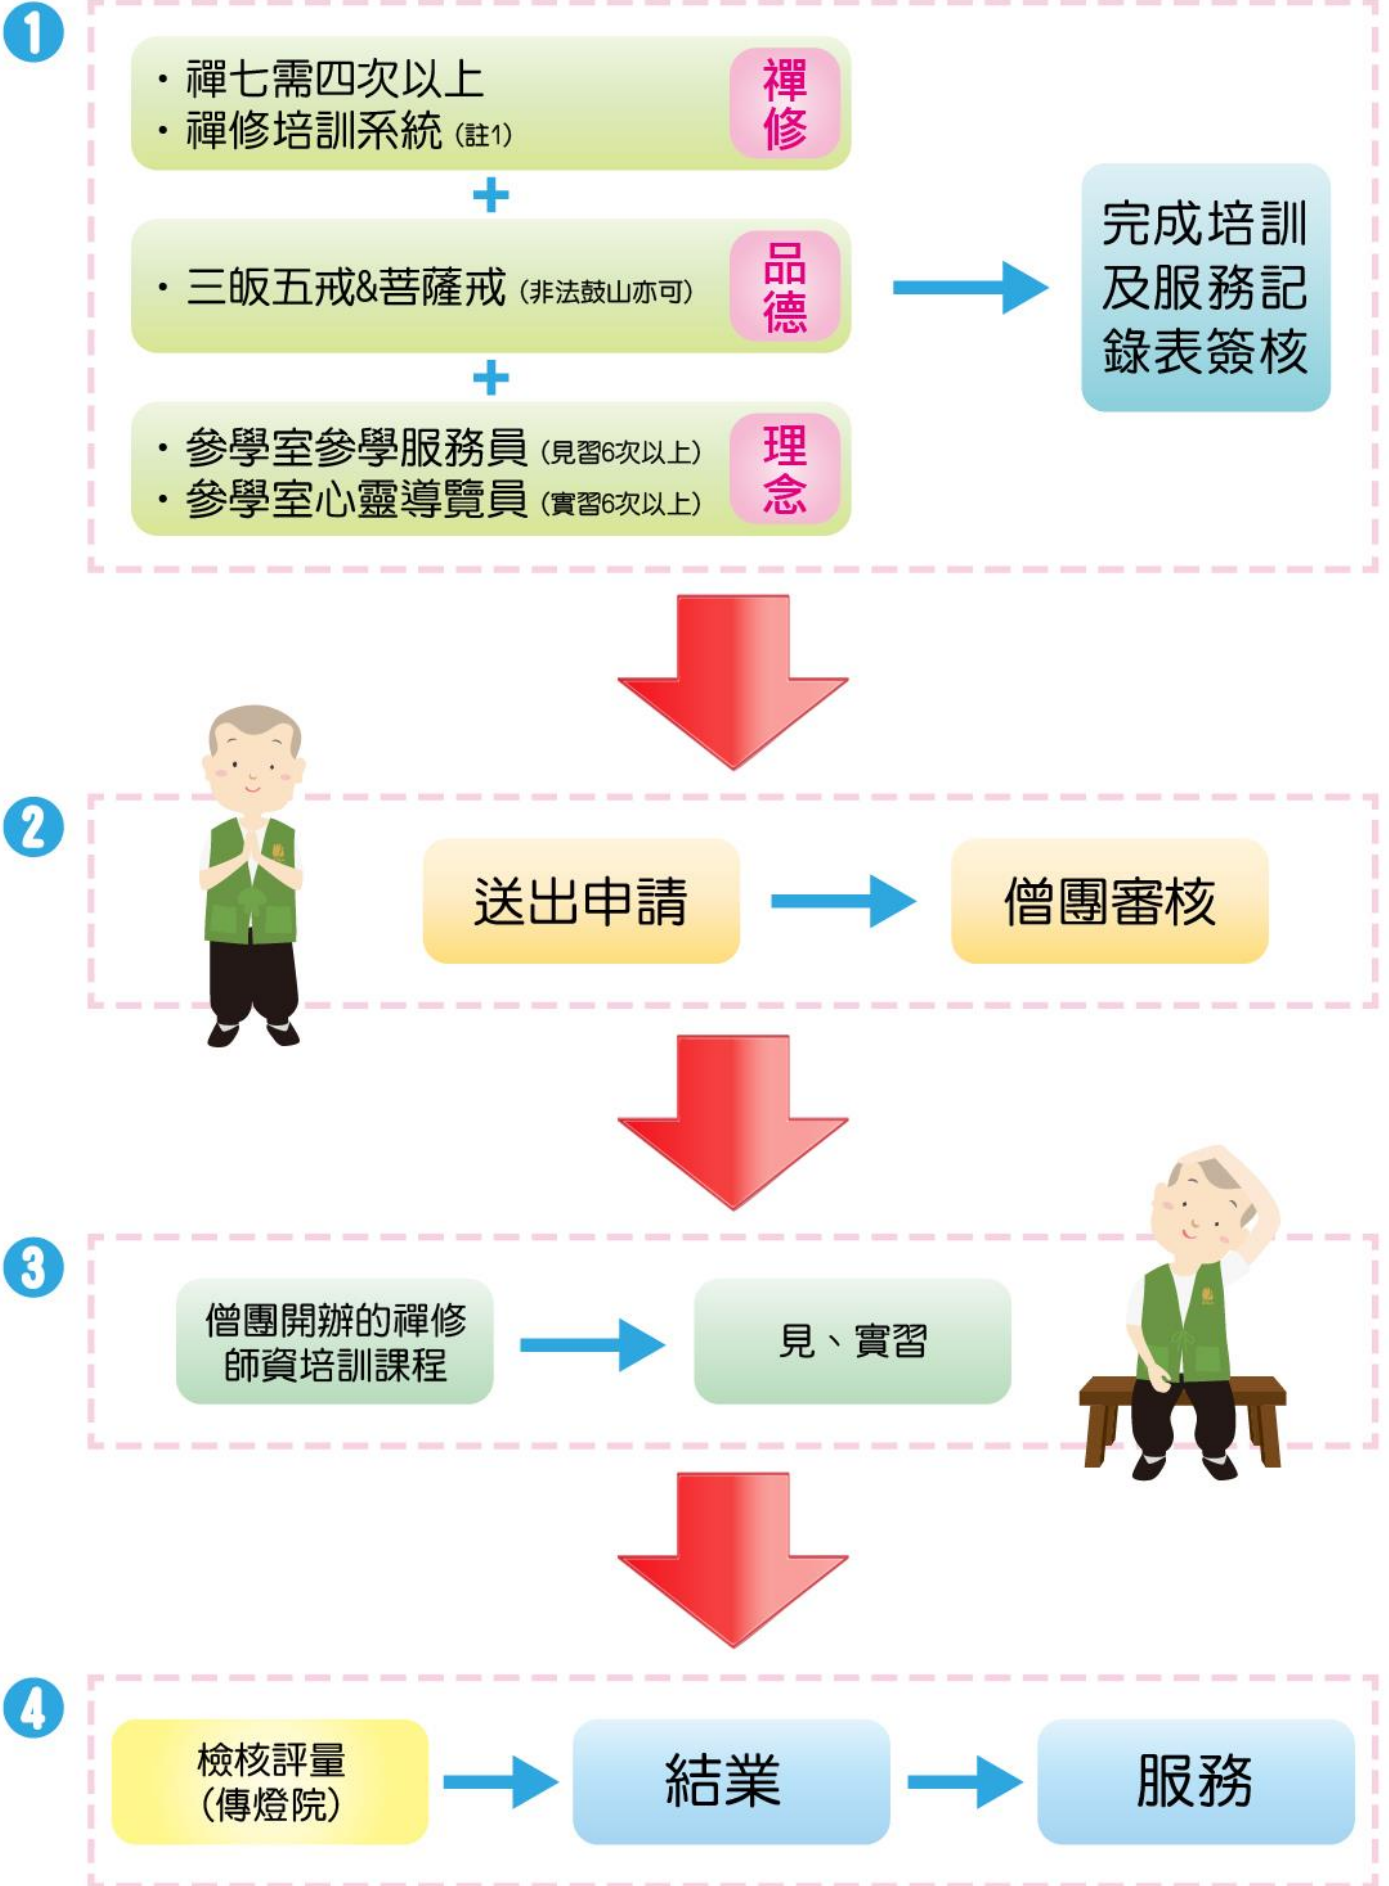 1
・禪七需四次以上
・禪修培訓系統 (註1)
禪修
+
・三皈五戒&菩薩戒 (非法鼓山亦可)
品德
+
・參學室參學服務員 (見習6次以上)
・參學室心靈導覽員 (實習6次以上)
理念
完成培訓
及服務記
錄表簽核
2
送出申請
僧團審核
3
僧團開辦的禪修
師資培訓課程
見、實習
4
檢核評量
(傳燈院)
結業
服務